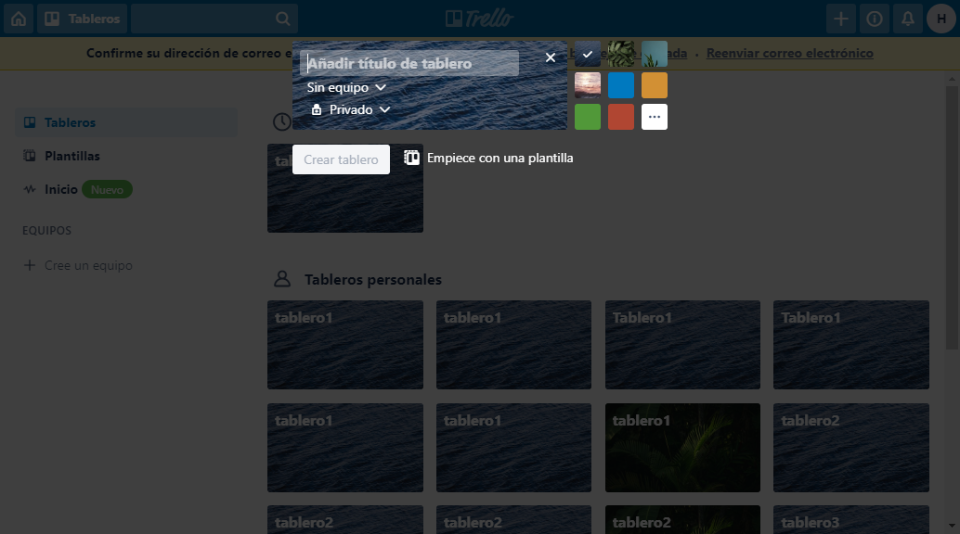 Tableros
Trello
H
Confirme su dirección de correo e
da · Reenviar correo electrónico
Añadir título de tablero
Sin equipo
Privado
Crear tablero
Empiece con una plantilla
Tableros
Plantillas
Inicio Nuevo
EQUIPOS
Cree un equipo
Tableros personales
tablero1 tablero1 Tablero1 Tablero1
tablero1 tablero1 tablero1 tablero2
tablero2 tablero2 tablero2 tablero3